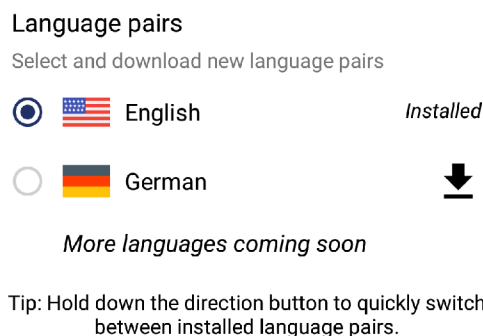 Language pairs
Select and download new language pairs
English Installed
German
More languages coming soon
Tip: Hold down the direction button to quickly switch
between installed language pairs.